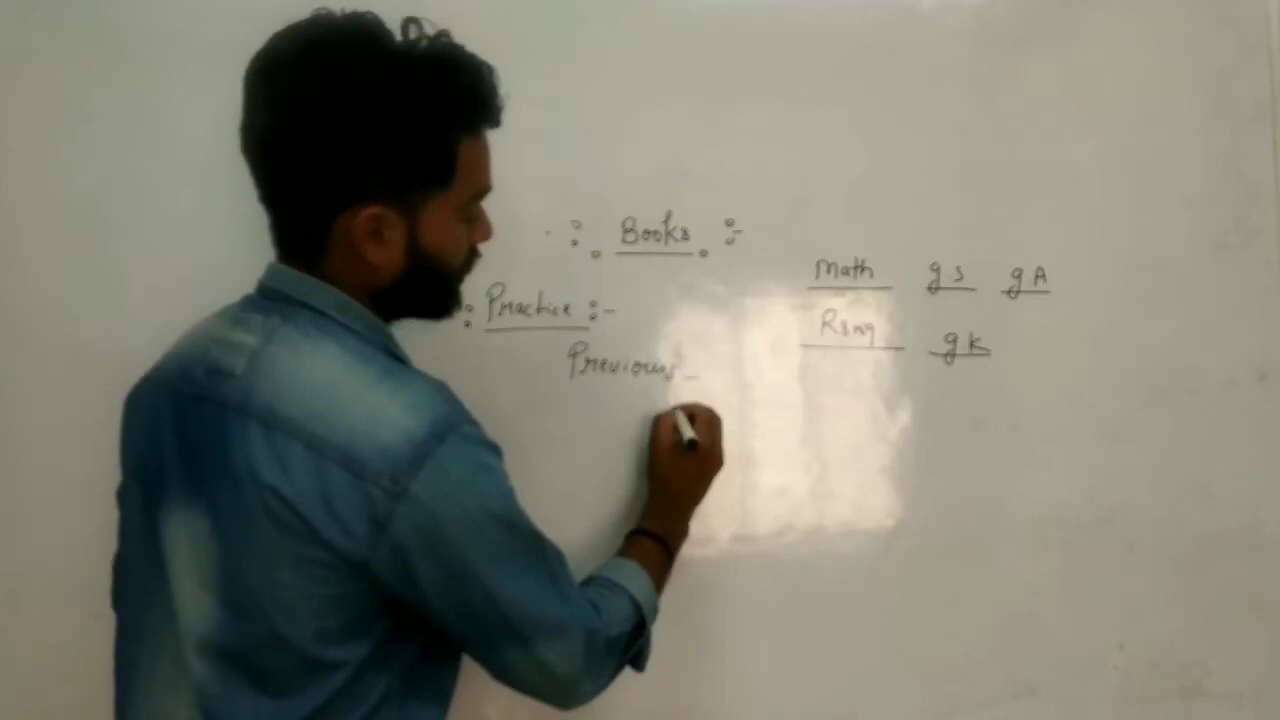 :. Books. :-
: Practice :-
Previous -
Math gs gA
Rsng gk